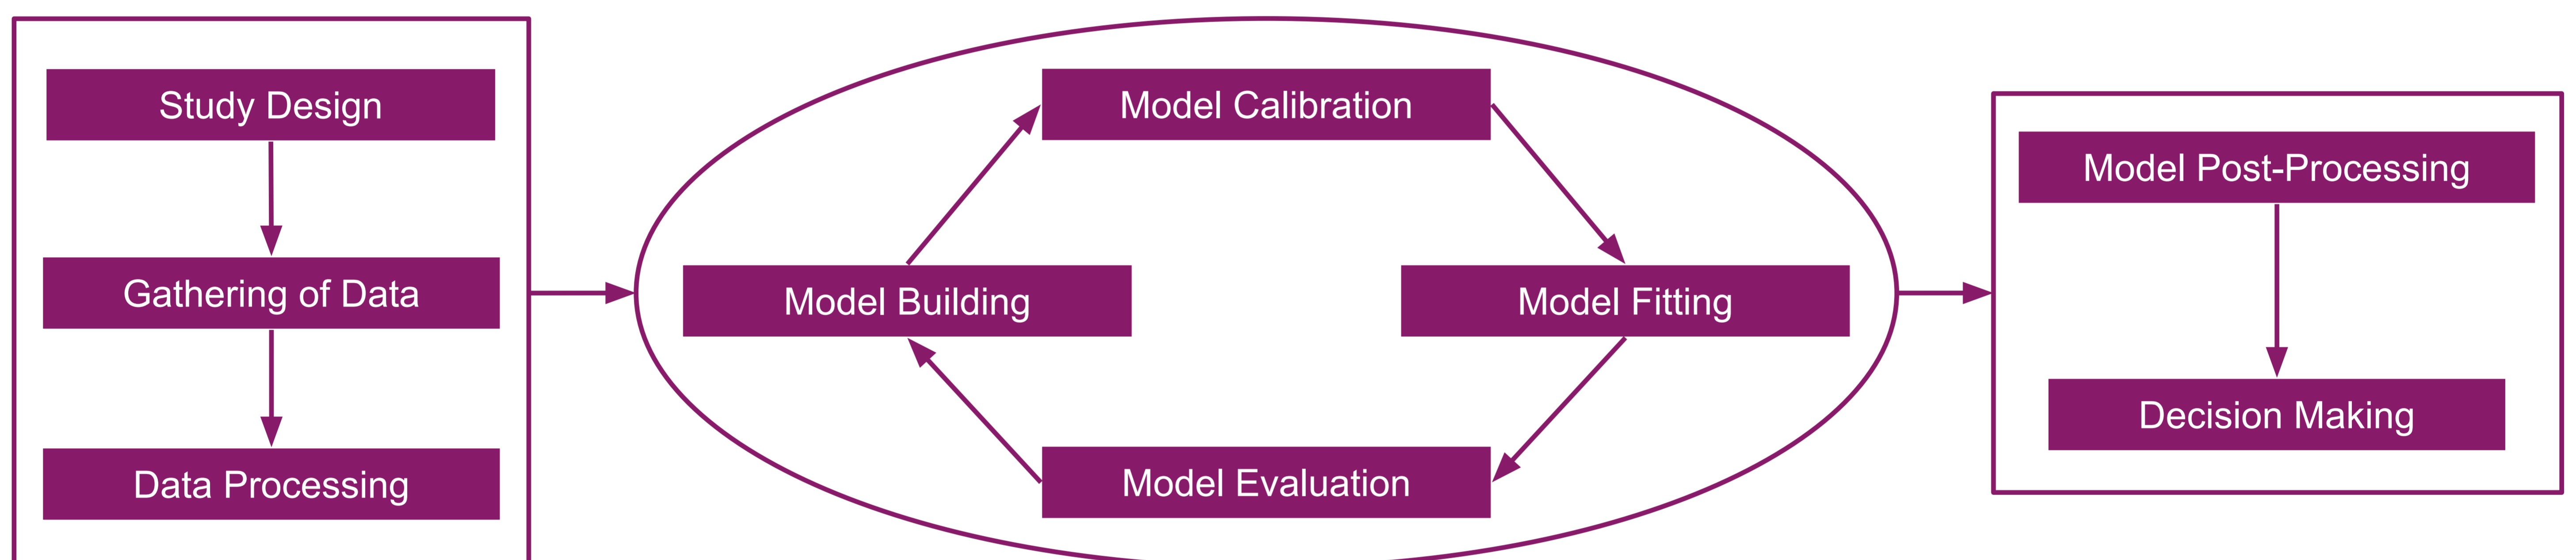 Study Design
Gathering of Data
Data Processing
Model Calibration
Model Building
Model Fitting
Model Evaluation
Model Post-Processing
Decision Making